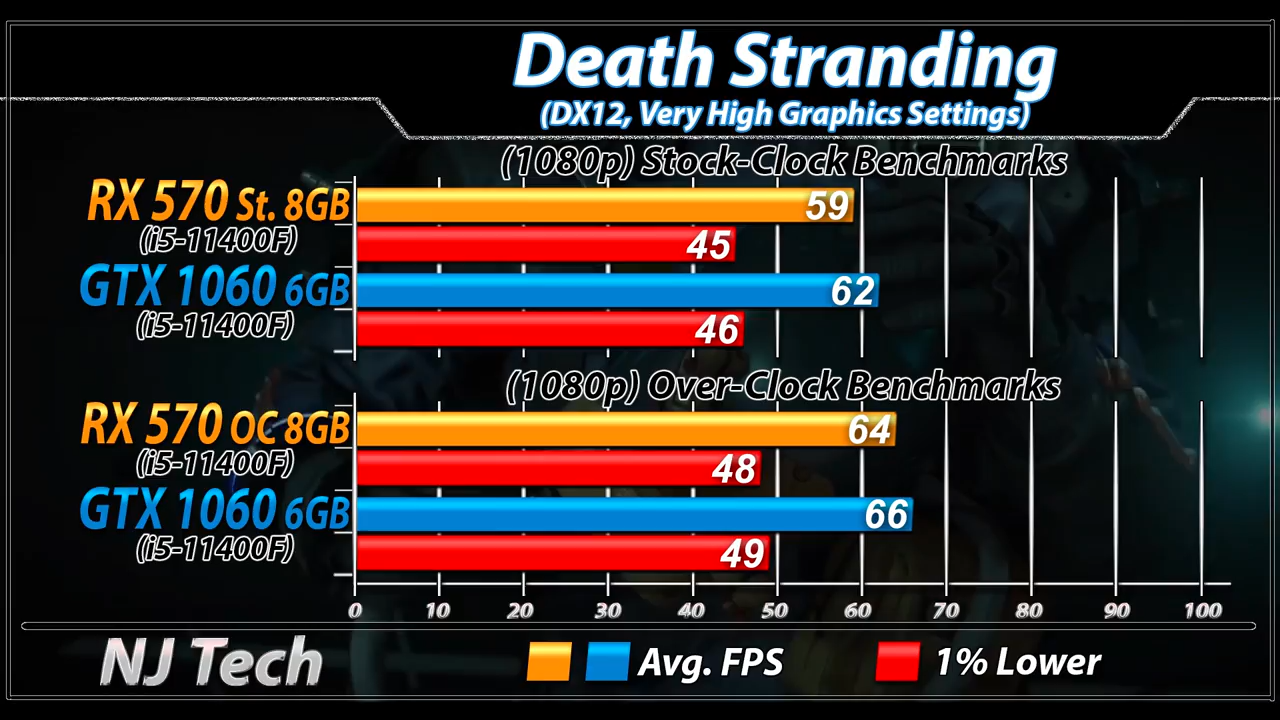 Death Stranding
(DX12, Very High Graphics Settings)
(1080p) Stock-Clock Benchmarks
RX 570 St. 8GB
59
(i5-11400F)
45
GTX 1060 6GB
62
(i5-11400F)
46
(1080p) Over-Clock Benchmarks
RX 570 OC 8GB
64
(i5-11400F)
48
GTX 1060 6GB
66
(i5-11400F)
49
0 10 20 30 40 50 60 70 80 90 100
NJ Tech
Avg. FPS
1% Lower